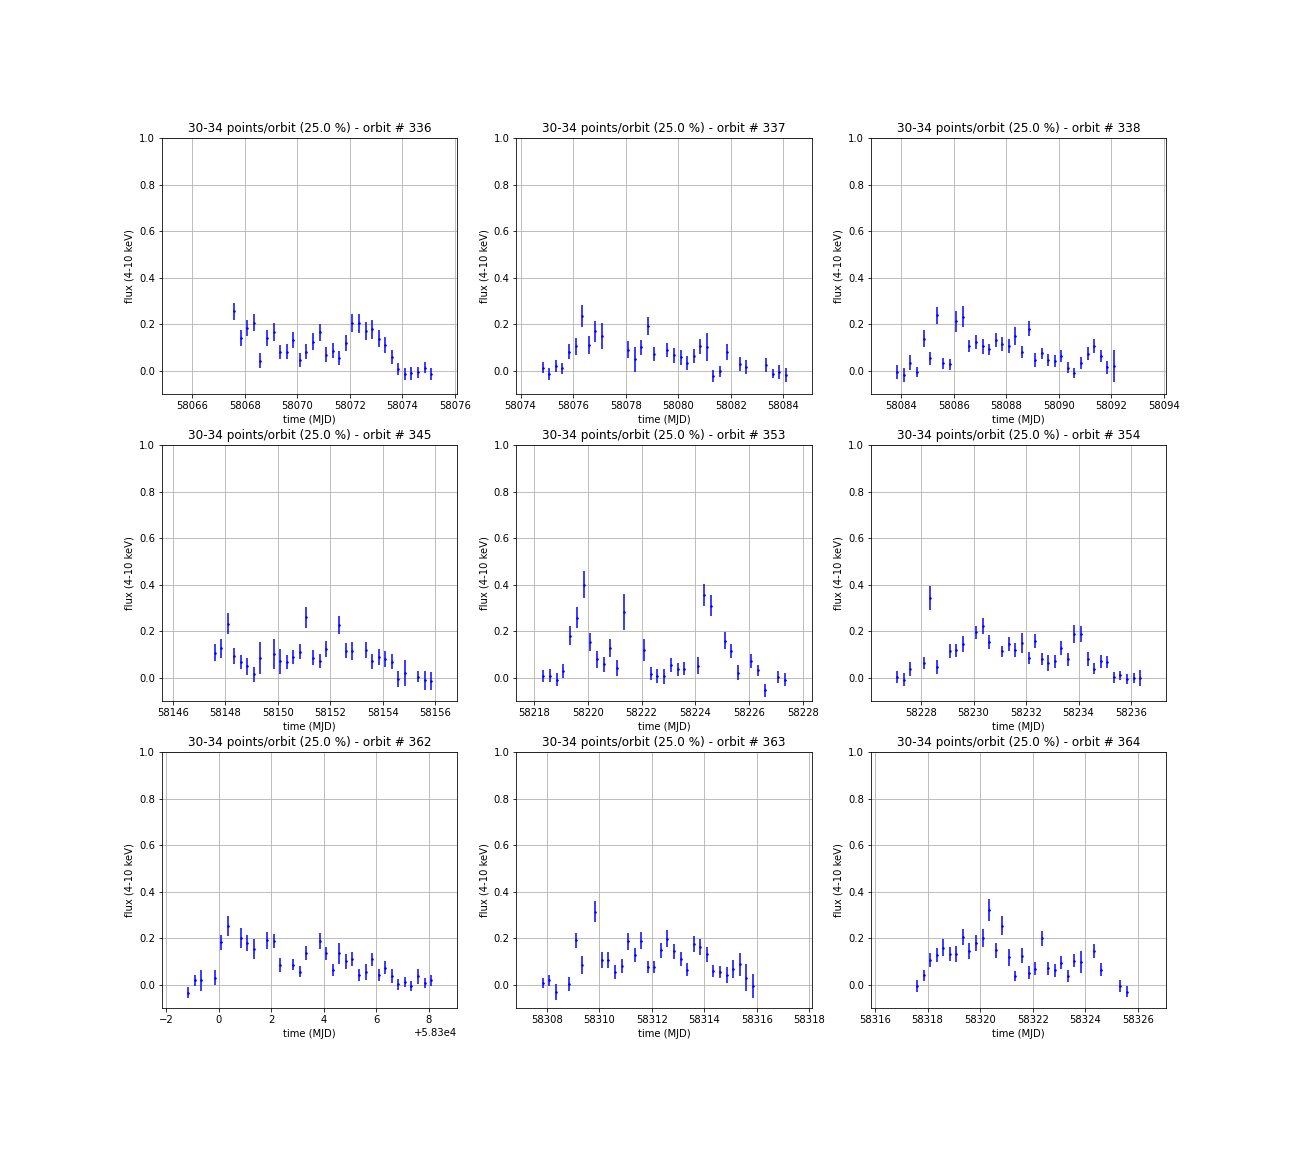 30-34 points/orbit (25.0 %) - orbit # 336
1.0
0.8
0.6
0.4
0.2
0.0
flux (4-10 keV)
58066 58068 58070 58072 58074 58076
time (MJD)
30-34 points/orbit (25.0 %) - orbit # 337
1.0
0.8
0.6
0.4
0.2
0.0
flux (4-10 keV)
58074 58076 58078 58080 58082 58084
time (MJD)
30-34 points/orbit (25.0 %) - orbit # 338
1.0
0.8
0.6
0.4
0.2
0.0
flux (4-10 keV)
58084 58086 58088 58090 58092 58094
time (MJD)
30-34 points/orbit (25.0 %) - orbit # 345
1.0
0.8
0.6
0.4
0.2
0.0
flux (4-10 keV)
58146 58148 58150 58152 58154 58156
time (MJD)
30-34 points/orbit (25.0 %) - orbit # 353
1.0
0.8
0.6
0.4
0.2
0.0
flux (4-10 keV)
58218 58220 58222 58224 58226 58228
time (MJD)
30-34 points/orbit (25.0 %) - orbit # 354
1.0
0.8
0.6
0.4
0.2
0.0
flux (4-10 keV)
58228 58230 58232 58234 58236
time (MJD)
30-34 points/orbit (25.0 %) - orbit # 362
1.0
0.8
0.6
0.4
0.2
0.0
flux (4-10 keV)
−2 0 2 4 6 8
time (MJD)
+5.83e4
30-34 points/orbit (25.0 %) - orbit # 363
1.0
0.8
0.6
0.4
0.2
0.0
flux (4-10 keV)
58308 58310 58312 58314 58316 58318
time (MJD)
30-34 points/orbit (25.0 %) - orbit # 364
1.0
0.8
0.6
0.4
0.2
0.0
flux (4-10 keV)
58316 58318 58320 58322 58324 58326
time (MJD)